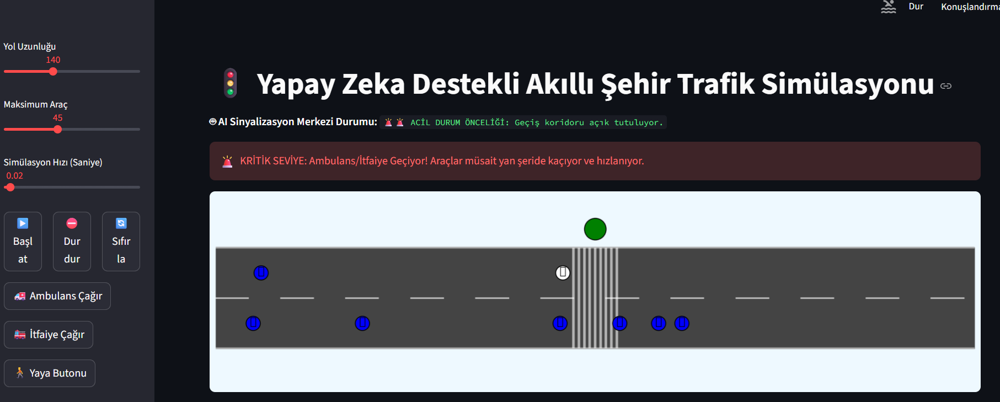 Dur
Yol Uzunluğu
140
Maksimum Araç
45
Simülasyon Hızı (Saniye)
0.02
Başl
at
Dur
dur
Sıfır
la
Ambulans Çağır
İtfaiye Çağır
Yaya Butonu
Yapay Zeka Destekli Akıllı Şehir Trafik Simülasyonu
AI Sinyalizasyon Merkezi Durumu: ACİL DURUM ÖNCELİĞİ: Geçiş koridoru açık tutuluyor.
KRİTİK SEVİYE: Ambulans/İtfaiye Geçiyor! Araçlar müsait yan şeride kaçıyor ve hızlanıyor.